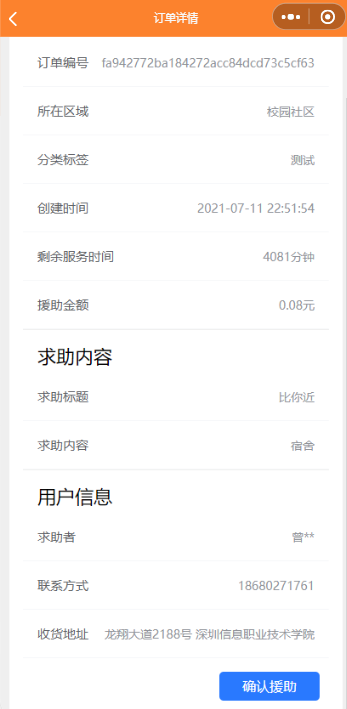 订单详情
订单编号 fa942772ba184272acc84dcd73c5cf63
所在区域 校园社区
分类标签 测试
创建时间 2021-07-11 22:51:54
剩余服务时间 4081分钟
援助金额 0.08元
求助内容
求助标题 比你近
求助内容 宿舍
用户信息
求助者 曾**
联系方式 18680271761
收货地址 龙翔大道2188号 深圳信息职业技术学院
确认援助